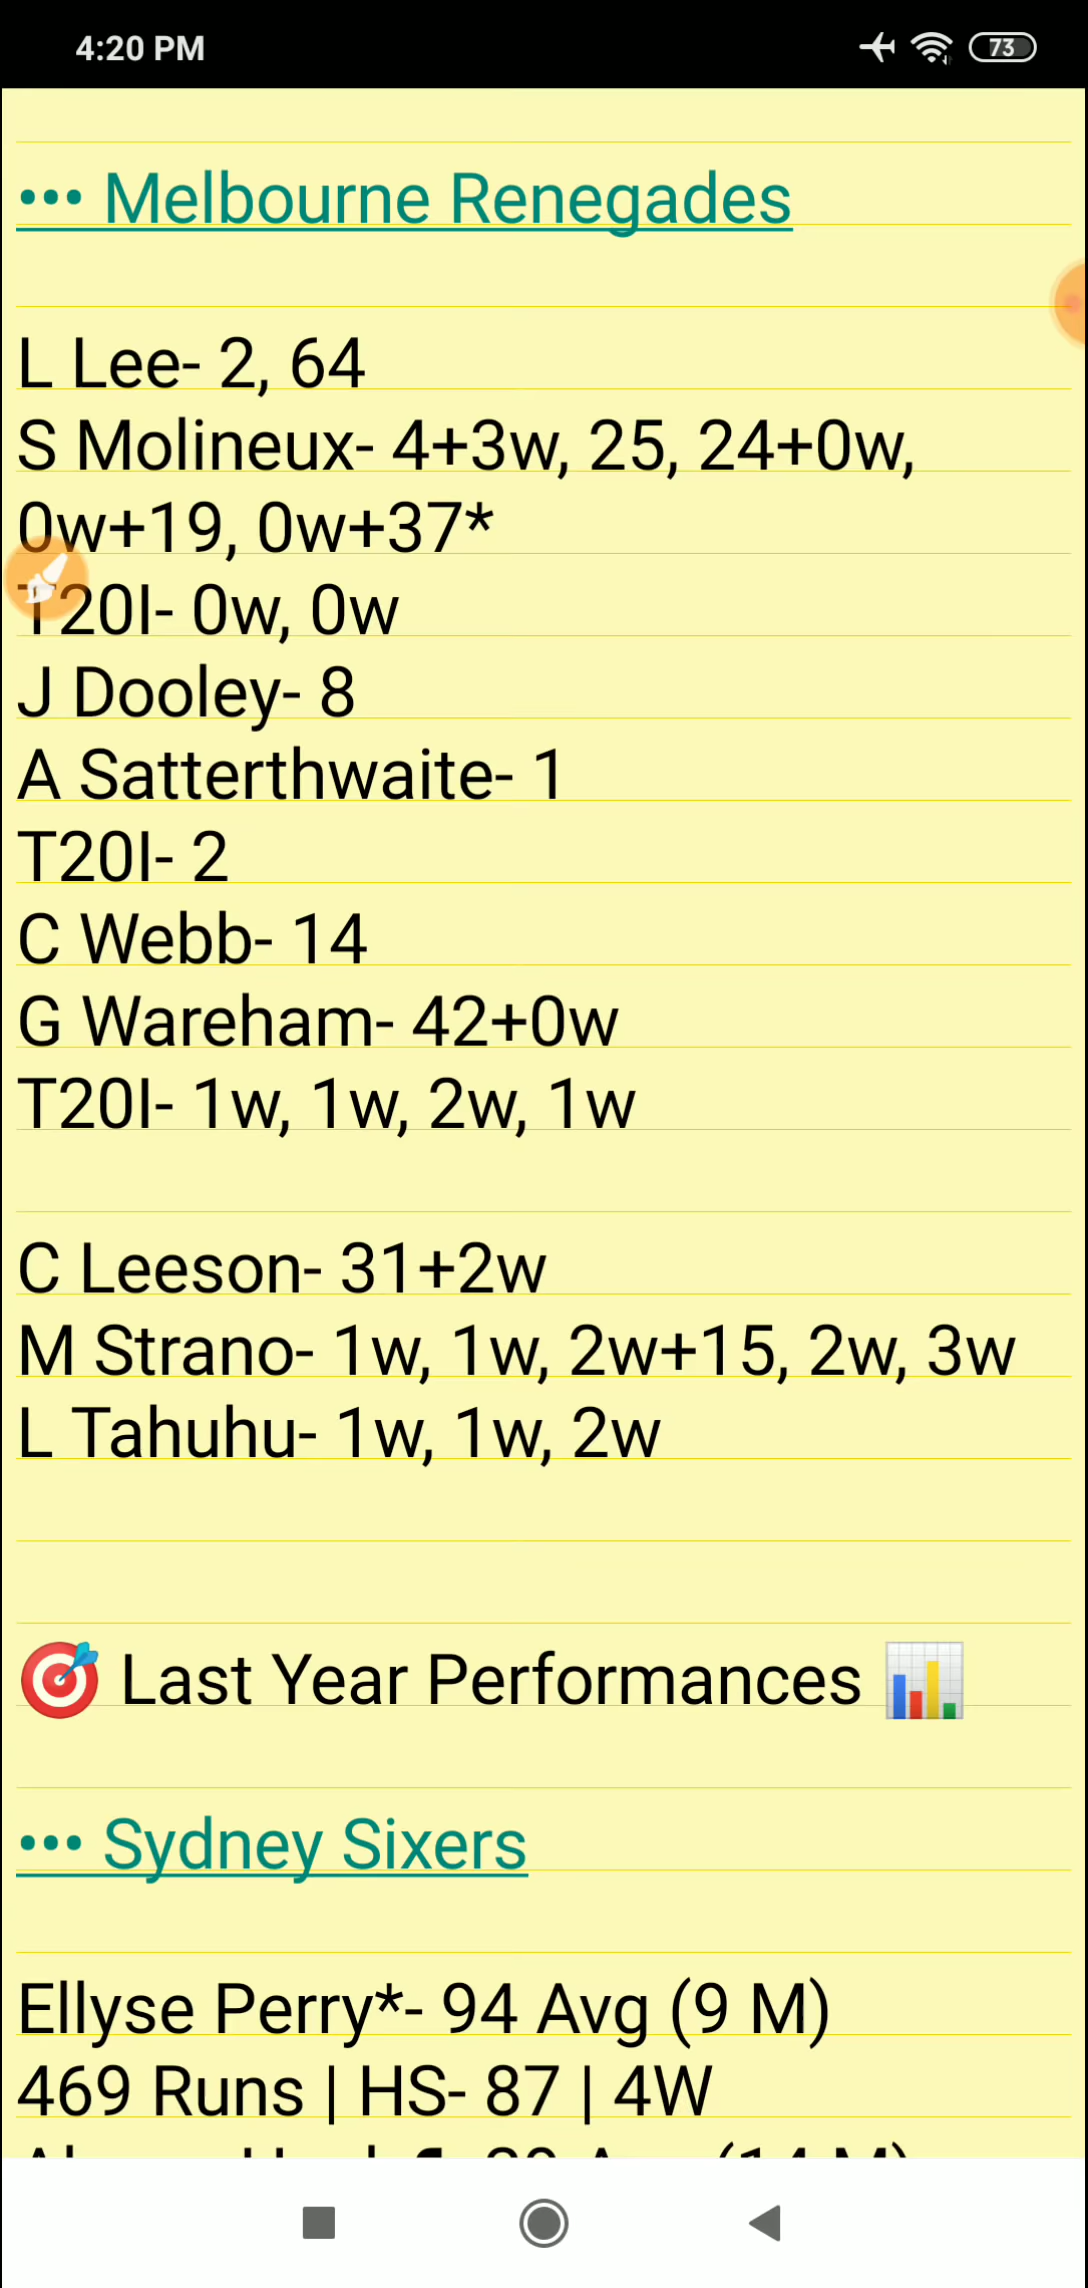 4:20 PM
73
••• Melbourne Renegades
L Lee- 2, 64
S Molineux- 4+3w, 25, 24+0w,
0w+19, 0w+37*
T20I- 0w, 0w
J Dooley- 8
A Satterthwaite- 1
T20I- 2
C Webb- 14
G Wareham- 42+0w
T20I- 1w, 1w, 2w, 1w
C Leeson- 31+2w
M Strano- 1w, 1w, 2w+15, 2w, 3w
L Tahuhu- 1w, 1w, 2w
🎯 Last Year Performances 📊
••• Sydney Sixers
Ellyse Perry*- 94 Avg (9 M)
469 Runs | HS- 87 | 4W